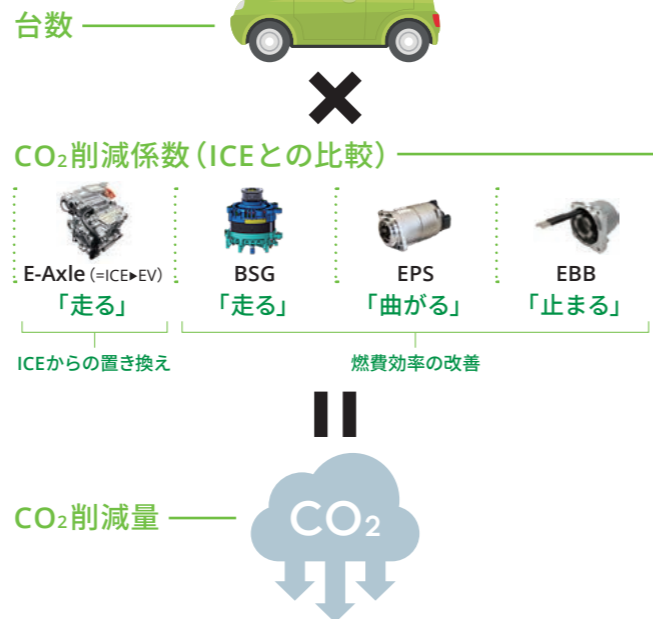 台数
×
CO₂削減係数（ICEとの比較）
E-Axle（=ICE▶EV） BSG EPS EBB
「走る」 「走る」 「曲がる」 「止まる」
ICEからの置き換え 燃費効率の改善
CO₂削減量
CO₂